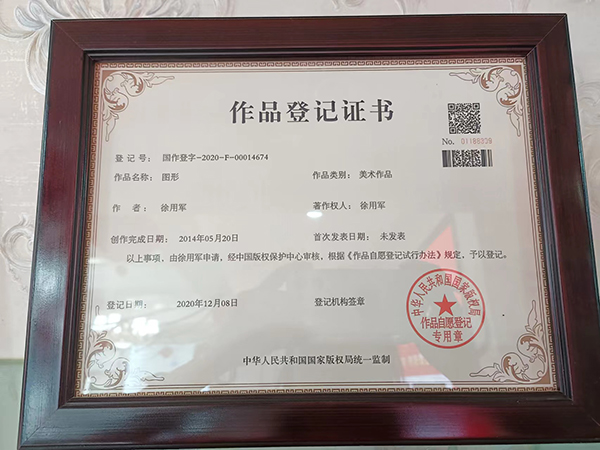 作品登记证书
No. 01188028
登 记 号： 国作登字-2020-F-00014674
作品名称： 图形 作品类别： 美术作品
作 者： 徐用军 著作权人： 徐用军
创作完成日期： 2014年05月20日 首次发表日期： 未发表
以上事项，由徐用军申请，经中国版权保护中心审核，根据《作品自愿登记试行办法》规定，予以登记。
登记日期： 2020年12月08日 登记机构签章
中华人民共和国国家版权局
作品自愿登记
专用章
中华人民共和国国家版权局统一监制